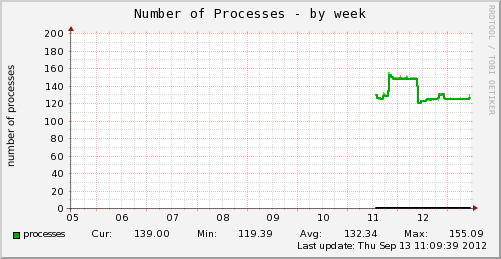 Number of Processes - by week
RRDTOOL / TOBI OETIKER
number of processes
200
180
160
140
120
100
80
60
40
20
0
05 06 07 08 09 10 11 12
processes Cur: 139.00 Min: 119.39 Avg: 132.34 Max: 155.09
Last update: Thu Sep 13 11:09:39 2012